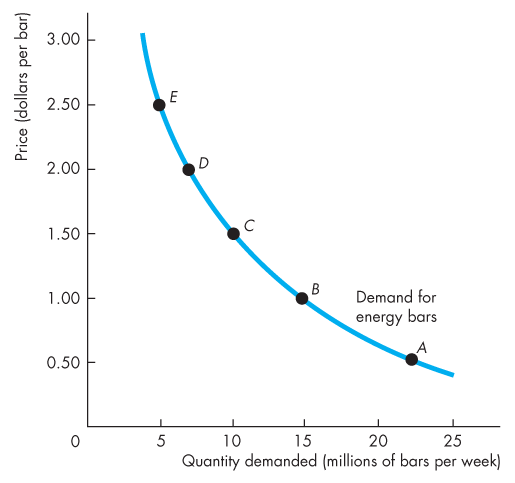 Price (dollars per bar)
3.00
2.50
2.00
1.50
1.00
0.50
0
E
D
C
B
A
Demand for
energy bars
5
10
15
20
25
Quantity demanded (millions of bars per week)